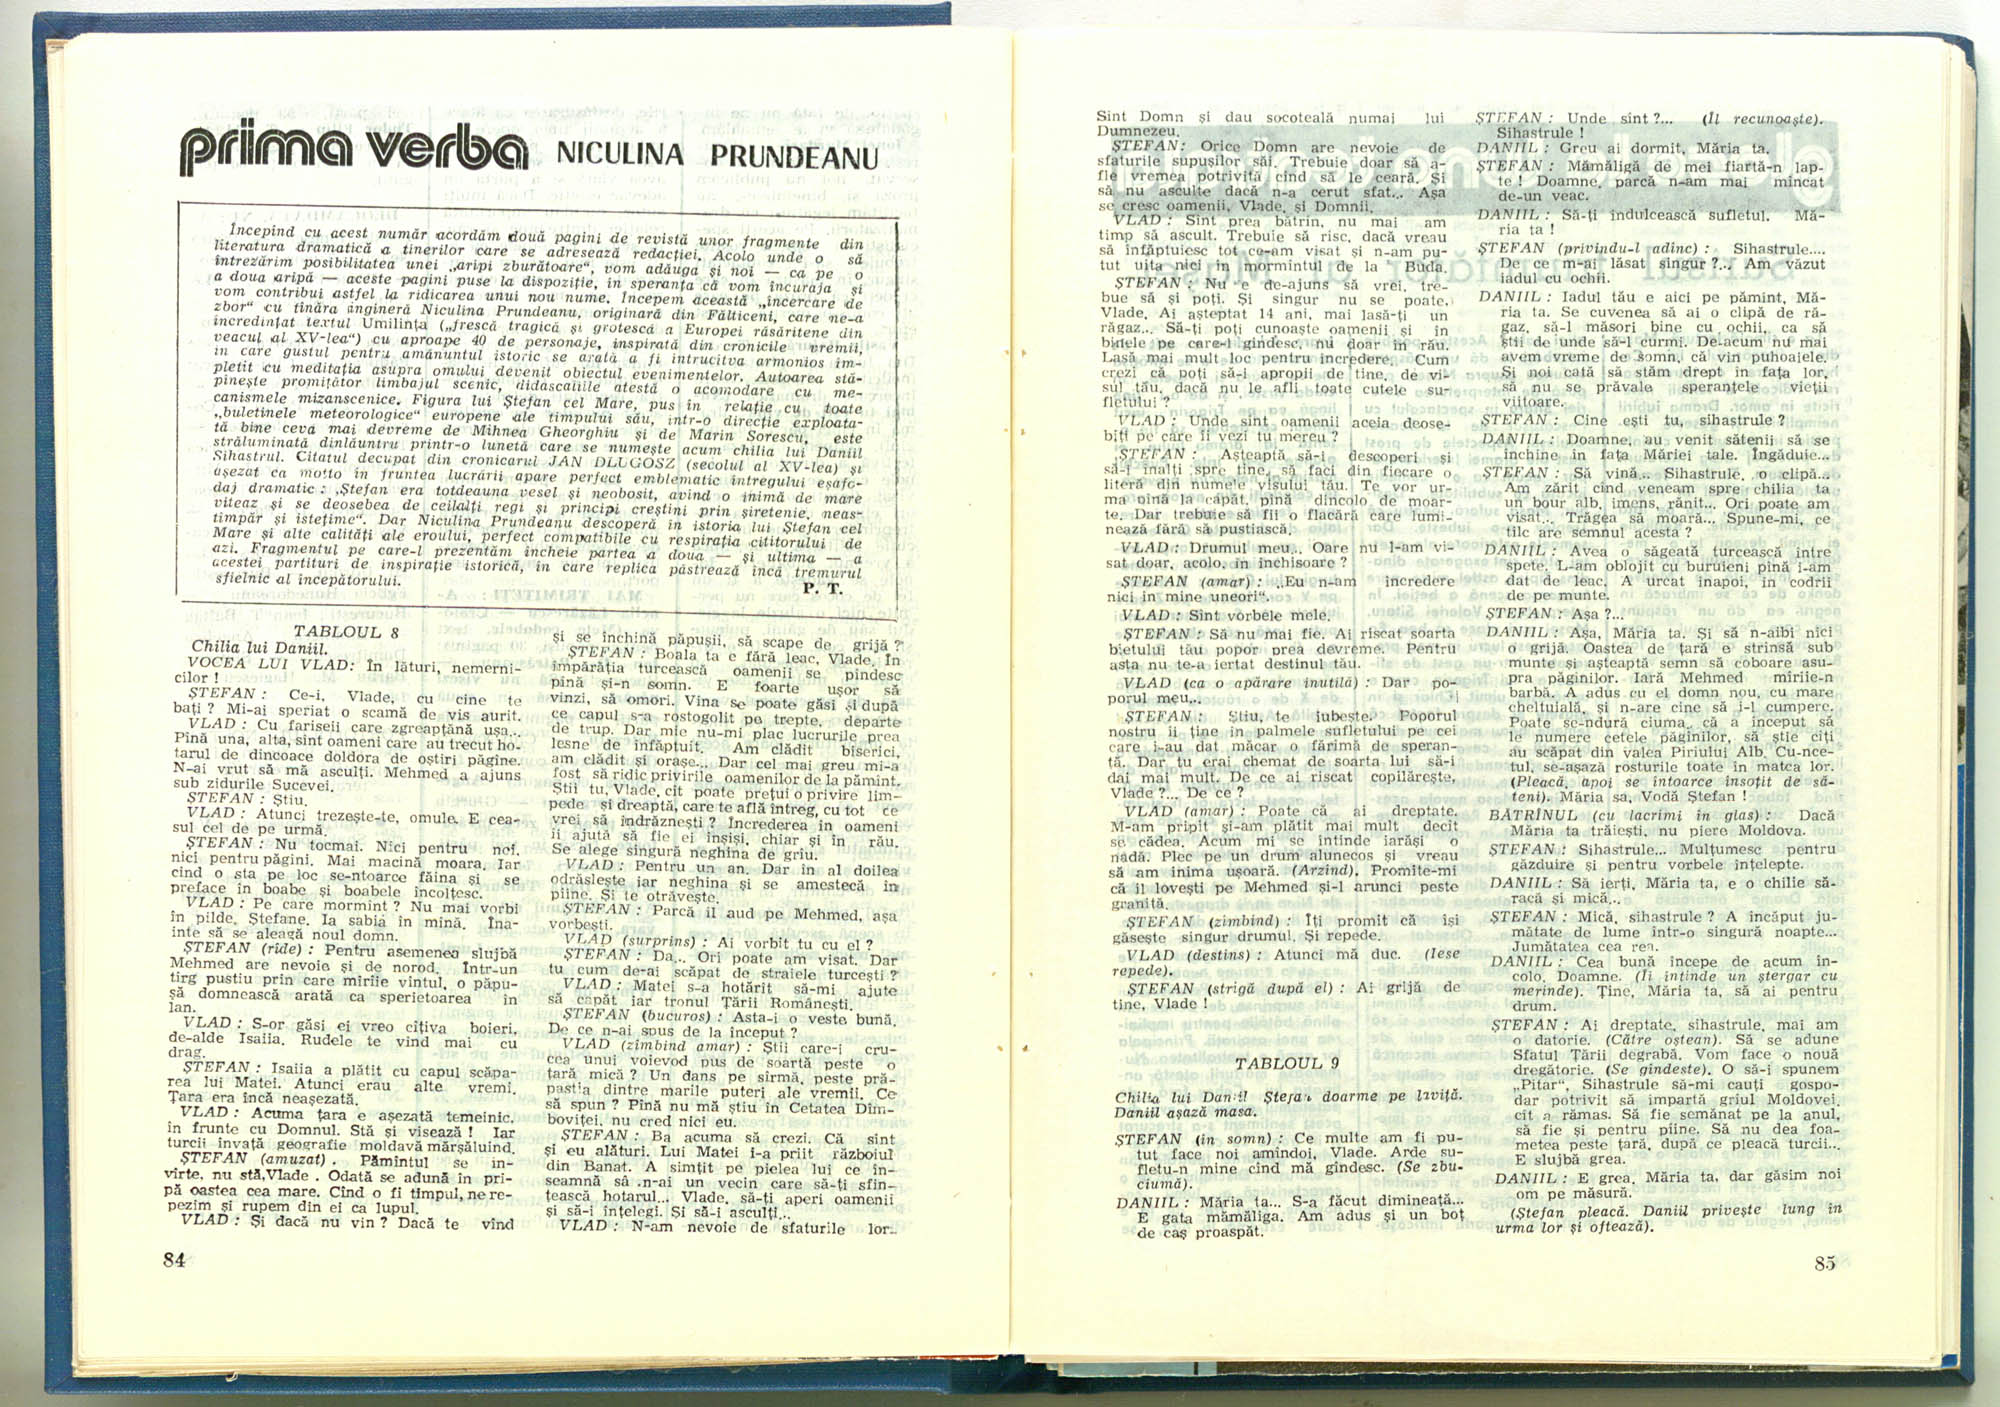 prima verba NICULINA PRUNDEANU
Începind cu acest număr acordăm două pagini de revistă unor fragmente din
literatura dramatică a tinerilor care se adresează redacției. Acolo unde o să
întrezărim posibilitatea unei „aripi zburătoare“, vom adăuga și noi — ca pe o
a doua aripă — aceste pagini puse la dispoziție, în speranța că vom încuraja și
vom contribui astfel la ridicarea unui nou nume. Începem această „încercare de
zbor“ cu tînăra ingineră Niculina Prundeanu, originară din Fălticeni, care ne-a
încredințat textul Umilința („frescă tragică și grotescă a Europei răsăritene din
veacul al XV-lea“) cu aproape 40 de personaje, inspirată din cronicile vremii,
în care gustul pentru amănuntul istoric se arată a fi întrucîtva armonios îm-
pletit cu meditația asupra omului devenit obiectul evenimentelor. Autoarea stă-
pînește promițător limbajul scenic, didascaliile atestă o acomodare cu me-
canismele mizanscenice. Figura lui Ștefan cel Mare, pus în relație cu toate
„buletinele meteorologice“ europene ale timpului său, într-o direcție exploata-
tă bine ceva mai devreme de Mihnea Gheorghiu și de Marin Sorescu, este
străluminată dinlăuntru printr-o lunetă care se numește acum chilia lui Daniil
Sihastrul. Citatul decupat din cronicarul JAN DLUGOSZ (secolul al XV-lea) și
așezat ca motto în fruntea lucrării apare perfect emblematic întregului eșafo-
daj dramatic : „Ștefan era totdeauna vesel și neobosit, avînd o inimă de mare
viteaz și se deosebea de ceilalți regi și principi creștini prin șiretenie, neas-
timpăr și istețime“. Dar Niculina Prundeanu descoperă în istoria lui Ștefan cel
Mare și alte calități ale eroului, perfect compatibile cu respirația cititorului de
azi. Fragmentul pe care-l prezentăm încheie partea a doua — și ultima — a
acestei partituri de inspirație istorică, în care replica păstrează încă tremurul
sfielnic al începătorului.
P. T.
TABLOUL 8
Chilia lui Daniil.
VOCEA LUI VLAD: În lături, nemerni-
cilor !
ȘTEFAN : Ce-i, Vlade, cu cine te
bați ? Mi-ai speriat o scamă de vis aurit.
VLAD : Cu fariseii care zgreapțănă ușa...
Pînă una, alta, sînt oameni care au trecut ho-
tarul de dincoace doldora de oștiri păgîne.
N-ai vrut să mă asculți. Mehmed a ajuns
sub zidurile Sucevei.
ȘTEFAN : Știu.
VLAD : Atunci trezește-te, omule. E cea-
sul cel de pe urmă.
ȘTEFAN : Nu tocmai. Nici pentru noi,
nici pentru păgîni. Mai macină moara. Iar
cînd o sta pe loc se-ntoarce făina și se
preface în boabe și boabele încolțesc.
VLAD : Pe care mormînt ? Nu mai vorbi
în pilde, Ștefane. Ia sabia în mînă. Îna-
inte să se aleagă noul domn.
ȘTEFAN (rîde) : Pentru asemenea slujbă
Mehmed are nevoie și de norod. Într-un
tîrg pustiu prin care mîrîie vîntul, o păpu-
șă domnească arată ca sperietoarea în
lan.
VLAD : S-or găsi ei vreo cîțiva boieri,
de-alde Isaiia. Rudele te vînd mai cu
drag.
ȘTEFAN : Isaiia a plătit cu capul scăpa-
rea lui Matei. Atunci erau alte vremi.
Țara era încă neașezată.
VLAD : Acuma țara e așezată temeinic,
în frunte cu Domnul. Stă și visează ! Iar
turcii învață geografie moldavă mărșăluind.
ȘTEFAN (amuzat) . Pămîntul se în-
vîrte, nu stă,Vlade . Odată se adună în pri-
pă oastea cea mare. Cînd o fi timpul, ne re-
pezim și rupem din ei ca lupul.
VLAD : Și dacă nu vin ? Dacă te vînd
și se închină păpușii, să scape de grijă ?
ȘTEFAN : Boala ta e fără leac, Vlade. În
împărăția turcească oamenii se pîndesc
pînă și-n somn. E foarte ușor să
vinzi, să omori. Vina se poate găsi și după
ce capul s-a rostogolit pe trepte, departe
de trup. Dar mie nu-mi plac lucrurile prea
lesne de înfăptuit. Am clădit biserici,
am clădit și orașe... Dar cel mai greu mi-a
fost să ridic privirile oamenilor de la pămînt.
Știi tu, Vlade, cît poate prețui o privire lim-
pede și dreaptă, care te află întreg, cu tot ce
vrei să îndrăznești ? Încrederea în oameni
îi ajută să fie ei înșiși, chiar și în rău.
Se alege singură neghina de grîu.
VLAD : Pentru un an. Dar în al doilea
odrăslește iar neghina și se amestecă în
pîine. Și te otrăvește.
ȘTEFAN : Parcă îl aud pe Mehmed, așa
vorbești.
VLAD (surprins) : Ai vorbit tu cu el ?
ȘTEFAN : Da... Ori poate am visat. Dar
tu cum de-ai scăpat de straiele turcești ?
VLAD : Matei s-a hotărît să-mi ajute
să capăt iar tronul Țării Românești.
ȘTEFAN (bucuros) : Asta-i o veste bună.
De ce n-ai spus de la început ?
VLAD (zîmbind amar) : Știi care-i cru-
cea unui voievod pus de soartă peste o
țară mică ? Un dans pe sîrmă, peste pră-
pastia dintre marile puteri ale vremii. Ce
să spun ? Pînă nu mă știu în Cetatea Dîm-
boviței, nu cred nici eu.
ȘTEFAN : Ba acuma să crezi. Că sînt
și eu alături. Lui Matei i-a priit războiul
din Banat. A simțit pe pielea lui ce în-
seamnă să n-ai un vecin care să-ți sfin-
țească hotarul... Vlade, să-ți aperi oamenii
și să-i înțelegi. Și să-i asculți...
VLAD : N-am nevoie de sfaturile lor..
84
Sînt Domn și dau socoteală numai lui
Dumnezeu.
ȘTEFAN: Orice Domn are nevoie de
sfaturile supușilor săi. Trebuie doar să a-
fle vremea potrivită cînd să le ceară. Și
să nu asculte dacă n-a cerut sfat... Așa
se cresc oamenii, Vlade, și Domnii.
VLAD : Sînt prea bătrîn, nu mai am
timp să ascult. Trebuie să risc, dacă vreau
să înfăptuiesc tot ce-am visat și n-am pu-
tut uita nici în mormîntul de la Buda.
ȘTEFAN : Nu e de-ajuns să vrei, tre-
buie să și poți. Și singur nu se poate,
Vlade. Ai așteptat 14 ani, mai lasă-ți un
răgaz... Să-ți poți cunoaște oamenii și în
binele pe care-l gîndesc, nu doar în rău.
Lasă mai mult loc pentru încredere. Cum
crezi că poți să-i apropii de tine, de vi-
sul tău, dacă nu le afli toate cutele su-
fletului ?
VLAD : Unde sînt oamenii aceia deose-
biți pe care îi vezi tu mereu ?
ȘTEFAN : Așteaptă să-i descoperi și
să-i înalți spre tine, să faci din fiecare o
literă din numele visului tău. Te vor ur-
ma pînă la capăt, pînă dincolo de moar-
te. Dar trebuie să fii o flacără care lumi-
nează fără să pustiască.
VLAD : Drumul meu... Oare nu l-am vi-
sat doar, acolo, în închisoare ?
ȘTEFAN (amar) : „Eu n-am încredere
nici în mine uneori“.
VLAD : Sînt vorbele mele.
ȘTEFAN : Să nu mai fie. Ai riscat soarta
bietului tău popor prea devreme. Pentru
asta nu te-a iertat destinul tău.
VLAD (ca o apărare inutilă) : Dar po-
porul meu...
ȘTEFAN : Știu, te iubește. Poporul
nostru îi ține în palmele sufletului pe cei
care i-au dat măcar o fărîmă de speran-
ță. Dar tu erai chemat de soarta lui să-i
dai mai mult. De ce ai riscat copilărește,
Vlade ?... De ce ?
VLAD (amar) : Poate că ai dreptate.
M-am pripit și-am plătit mai mult decît
se cădea. Acum mi se întinde iarăși o
nadă. Plec pe un drum alunecos și vreau
să am inima ușoară. (Arzînd). Promite-mi
că îl lovești pe Mehmed și-l arunci peste
graniță.
ȘTEFAN (zîmbind) : Îți promit că își
găsește singur drumul. Și repede.
VLAD (destins) : Atunci mă duc. (Iese
repede).
ȘTEFAN (strigă după el) : Ai grijă de
tine, Vlade !
TABLOUL 9
Chilia lui Daniil Ștefan doarme pe laviță.
Daniil așază masa.
ȘTEFAN (în somn) : Ce multe am fi pu-
tut face noi amîndoi, Vlade. Arde su-
fletu-n mine cînd mă gîndesc. (Se zbu-
ciumă).
DANIIL : Măria ta... S-a făcut dimineață...
E gata mămăliga. Am adus și un boț
de caș proaspăt.
ȘTEFAN : Unde sînt ?... (Îl recunoaște).
Sihastrule !
DANIIL : Greu ai dormit, Măria ta.
ȘTEFAN : Mămăligă de mei fiartă-n lap-
te ! Doamne, parcă n-am mai mîncat
de-un veac.
DANIIL : Să-ți îndulcească sufletul. Mă-
ria ta !
ȘTEFAN (privindu-l adînc) : Sihastrule....
De ce m-ai lăsat singur ?... Am văzut
iadul cu ochii.
DANIIL : Iadul tău e aici pe pămînt, Mă-
ria ta. Se cuvenea să ai o clipă de ră-
gaz, să-l măsori bine cu ochii, ca să
știi de unde să-l curmi. De-acum nu mai
avem vreme de somn, că vin puhoaiele.
Și noi cată să stăm drept în fața lor,
să nu se prăvale speranțele vieții
viitoare.
ȘTEFAN : Cine ești tu, sihastrule ?
DANIIL : Doamne, au venit sătenii să se
închine în fața Măriei tale. Îngăduie...
ȘTEFAN : Să vină... Sihastrule, o clipă...
Am zărit cînd veneam spre chilia ta
un bour alb, imens, rănit... Ori poate am
visat... Trăgea să moară... Spune-mi, ce
tîlc are semnul acesta ?
DANIIL : Avea o săgeată turcească între
spete. L-am oblojit cu buruieni pînă i-am
dat de leac. A urcat înapoi, în codrii
de pe munte.
ȘTEFAN : Așa ?...
DANIIL : Așa, Măria ta. Și să n-aibi nici
o grijă. Oastea de țară e strînsă sub
munte și așteaptă semn să coboare asu-
pra păgînilor. Iară Mehmed mîrîie-n
barbă. A adus cu el domn nou, cu mare
cheltuială, și n-are cine să i-l cumpere.
Poate se-ndură ciuma, că a început să
le numere cetele păgînilor, să știe cîți
au scăpat din valea Pîrîului Alb. Cu-nce-
tul, se-așază rosturile toate în matca lor.
(Pleacă, apoi se întoarce însoțit de să-
teni). Măria sa, Vodă Ștefan !
BĂTRÎNUL (cu lacrimi în glas) : Dacă
Măria ta trăiești, nu piere Moldova.
ȘTEFAN : Sihastrule... Mulțumesc pentru
găzduire și pentru vorbele înțelepte.
DANIIL : Să ierți, Măria ta, e o chilie să-
racă și mică...
ȘTEFAN : Mică, sihastrule ? A încăput ju-
mătate de lume într-o singură noapte...
Jumătatea cea rea.
DANIIL : Cea bună începe de acum în-
colo, Doamne. (Îi întinde un ștergar cu
merinde). Ține, Măria ta, să ai pentru
drum.
ȘTEFAN : Ai dreptate, sihastrule, mai am
o datorie. (Către oștean). Să se adune
Sfatul Țării degrabă. Vom face o nouă
dregătorie. (Se gîndește). O să-i spunem
„Pitar“, Sihastrule să-mi cauți gospo-
dar potrivit să împartă grîul Moldovei,
cît a rămas. Să fie semănat pe la anul,
să fie și pentru pîine. Să nu dea foa-
metea peste țară, după ce pleacă turcii...
E slujbă grea.
DANIIL : E grea, Măria ta, dar găsim noi
om pe măsură.
(Ștefan pleacă. Daniil privește lung în
urma lor și oftează).
85